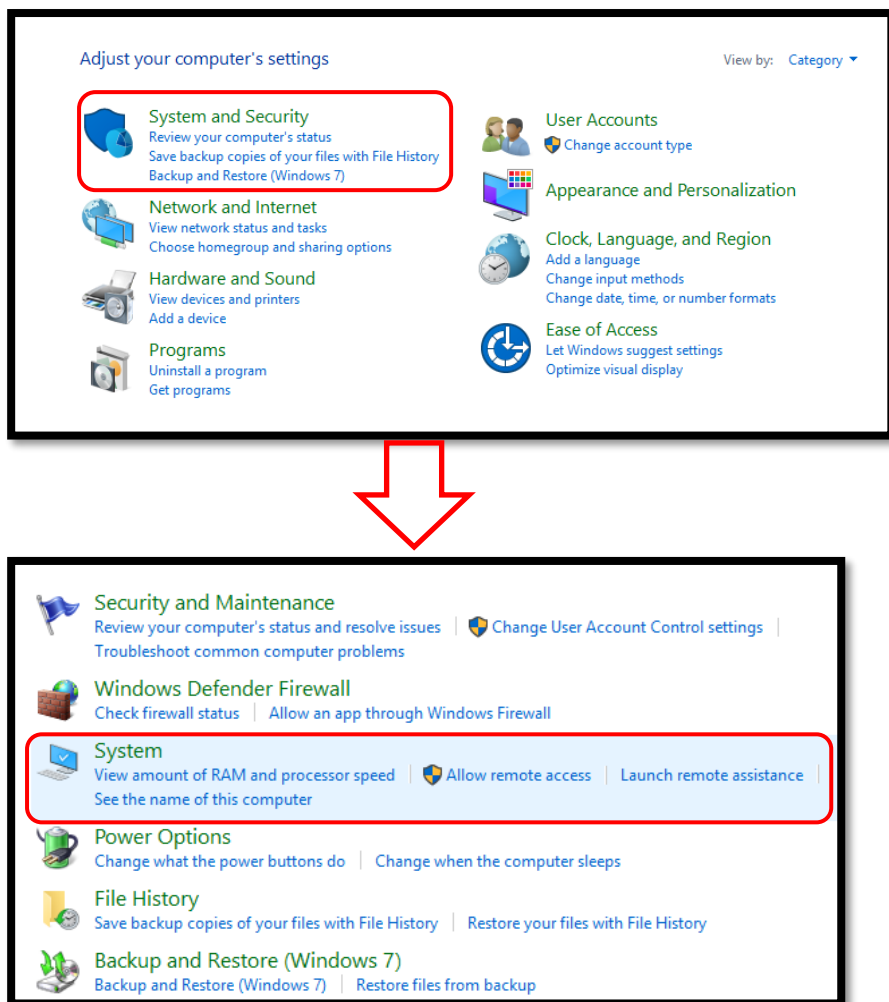 Adjust your computer's settings
View by: Category
System and Security
Review your computer's status
Save backup copies of your files with File History
Backup and Restore (Windows 7)
Network and Internet
View network status and tasks
Choose homegroup and sharing options
Hardware and Sound
View devices and printers
Add a device
Programs
Uninstall a program
Get programs
User Accounts
Change account type
Appearance and Personalization
Clock, Language, and Region
Add a language
Change input methods
Change date, time, or number formats
Ease of Access
Let Windows suggest settings
Optimize visual display
Security and Maintenance
Review your computer's status and resolve issues Change User Account Control settings
Troubleshoot common computer problems
Windows Defender Firewall
Check firewall status Allow an app through Windows Firewall
System
View amount of RAM and processor speed Allow remote access Launch remote assistance
See the name of this computer
Power Options
Change what the power buttons do Change when the computer sleeps
File History
Save backup copies of your files with File History Restore your files with File History
Backup and Restore (Windows 7)
Backup and Restore (Windows 7) Restore files from backup